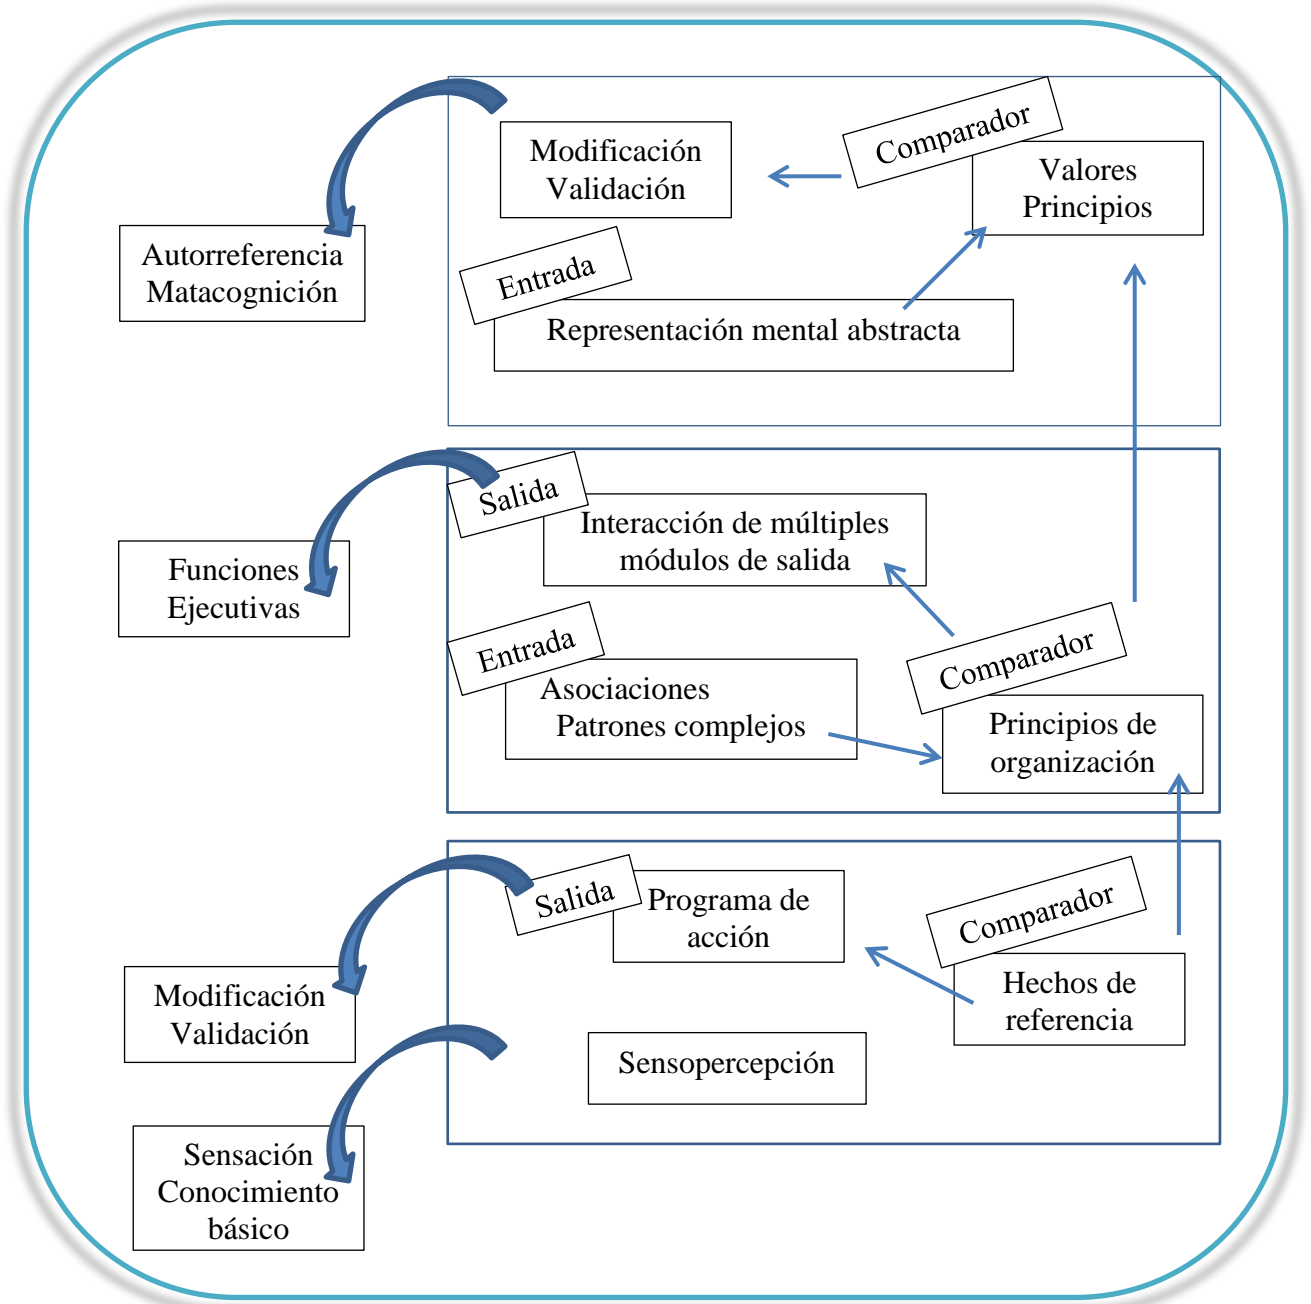 Comparador
Modificación
Validación
Valores
Principios
Autorreferencia
Matacognición
Entrada
Representación mental abstracta
Salida
Interacción de múltiples
módulos de salida
Funciones
Ejecutivas
Entrada
Comparador
Asociaciones
Patrones complejos
Principios de
organización
Salida
Programa de
acción
Comparador
Hechos de
referencia
Modificación
Validación
Sensopercepción
Sensación
Conocimiento
básico